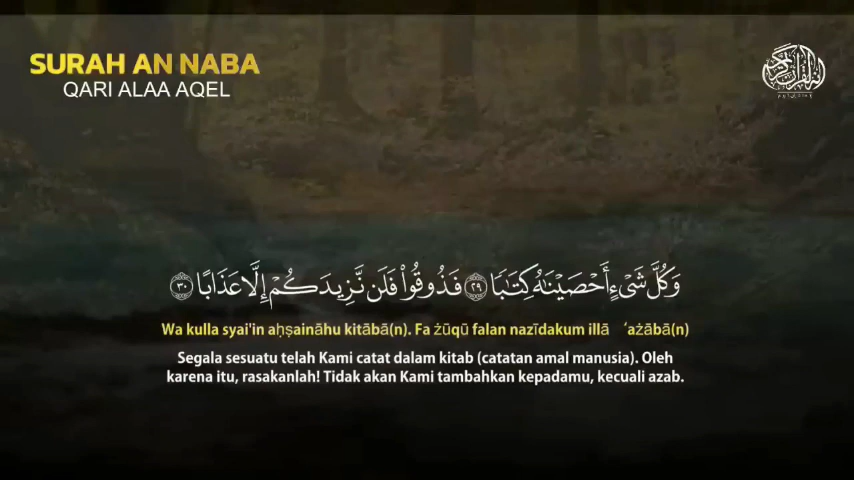 SURAH AN NABA
QARI ALAA AQEL
وَكُلَّ شَيْءٍ أَحْصَيْنَٰهُ كِتَٰبًا ٢٩ فَذُوقُوا۟ فَلَن نَّزِيدَكُمْ إِلَّا عَذَابًا ٣٠
Wa kulla syai'in aḥṣaināhu kitābā(n). Fa żūqū falan nazīdakum illā ‘ażābā(n)
Segala sesuatu telah Kami catat dalam kitab (catatan amal manusia). Oleh
karena itu, rasakanlah! Tidak akan Kami tambahkan kepadamu, kecuali azab.